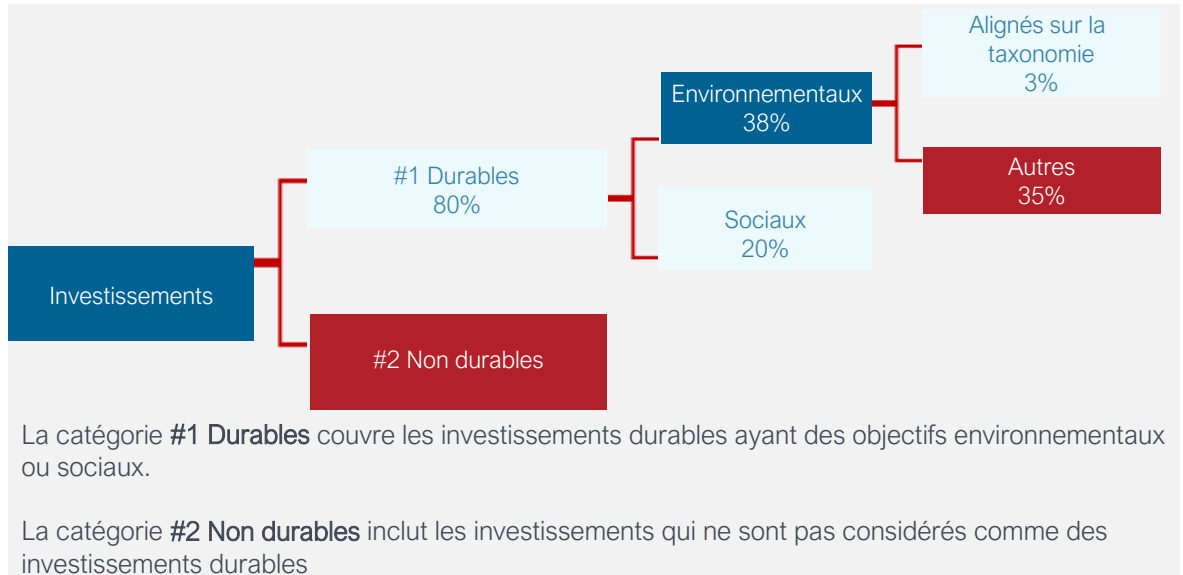 Alignés sur la
taxonomie
3%
Environnementaux
38%
#1 Durables
80%
Autres
35%
Sociaux
20%
Investissements
#2 Non durables
La catégorie #1 Durables couvre les investissements durables ayant des objectifs environnementaux
ou sociaux.
La catégorie #2 Non durables inclut les investissements qui ne sont pas considérés comme des
investissements durables